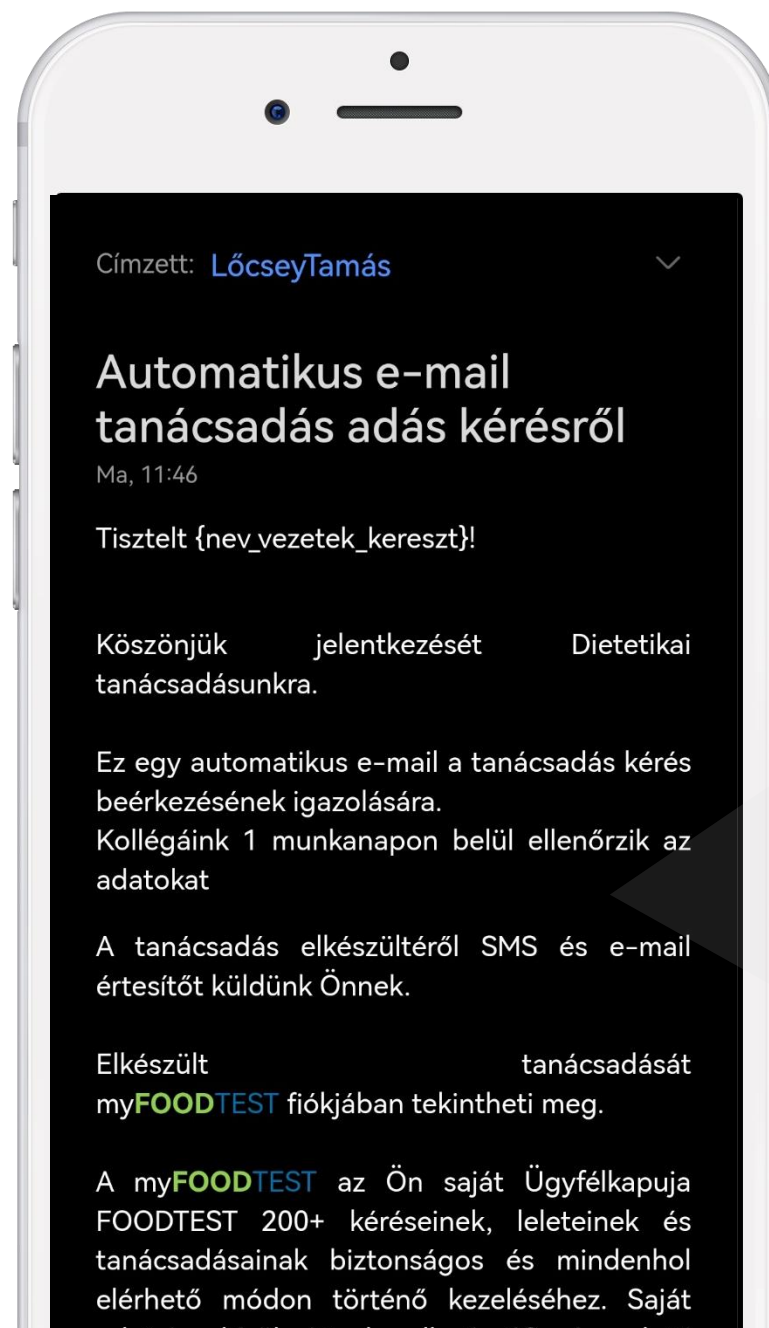 Címzett: LőcseyTamás
Automatikus e-mail
tanácsadás adás kérésről
Ma, 11:46
Tisztelt {nev_vezetek_kereszt}!
Köszönjük jelentkezését Dietetikai
tanácsadásunkra.
Ez egy automatikus e-mail a tanácsadás kérés
beérkezésének igazolására.
Kollégáink 1 munkanapon belül ellenőrzik az
adatokat
A tanácsadás elkészültéről SMS és e-mail
értesítőt küldünk Önnek.
Elkészült tanácsadását
myFOODTEST fiókjában tekintheti meg.
A myFOODTEST az Ön saját Ügyfélkapuja
FOODTEST 200+ kéréseinek, leleteinek és
tanácsadásainak biztonságos és mindenhol
elérhető módon történő kezeléséhez. Saját